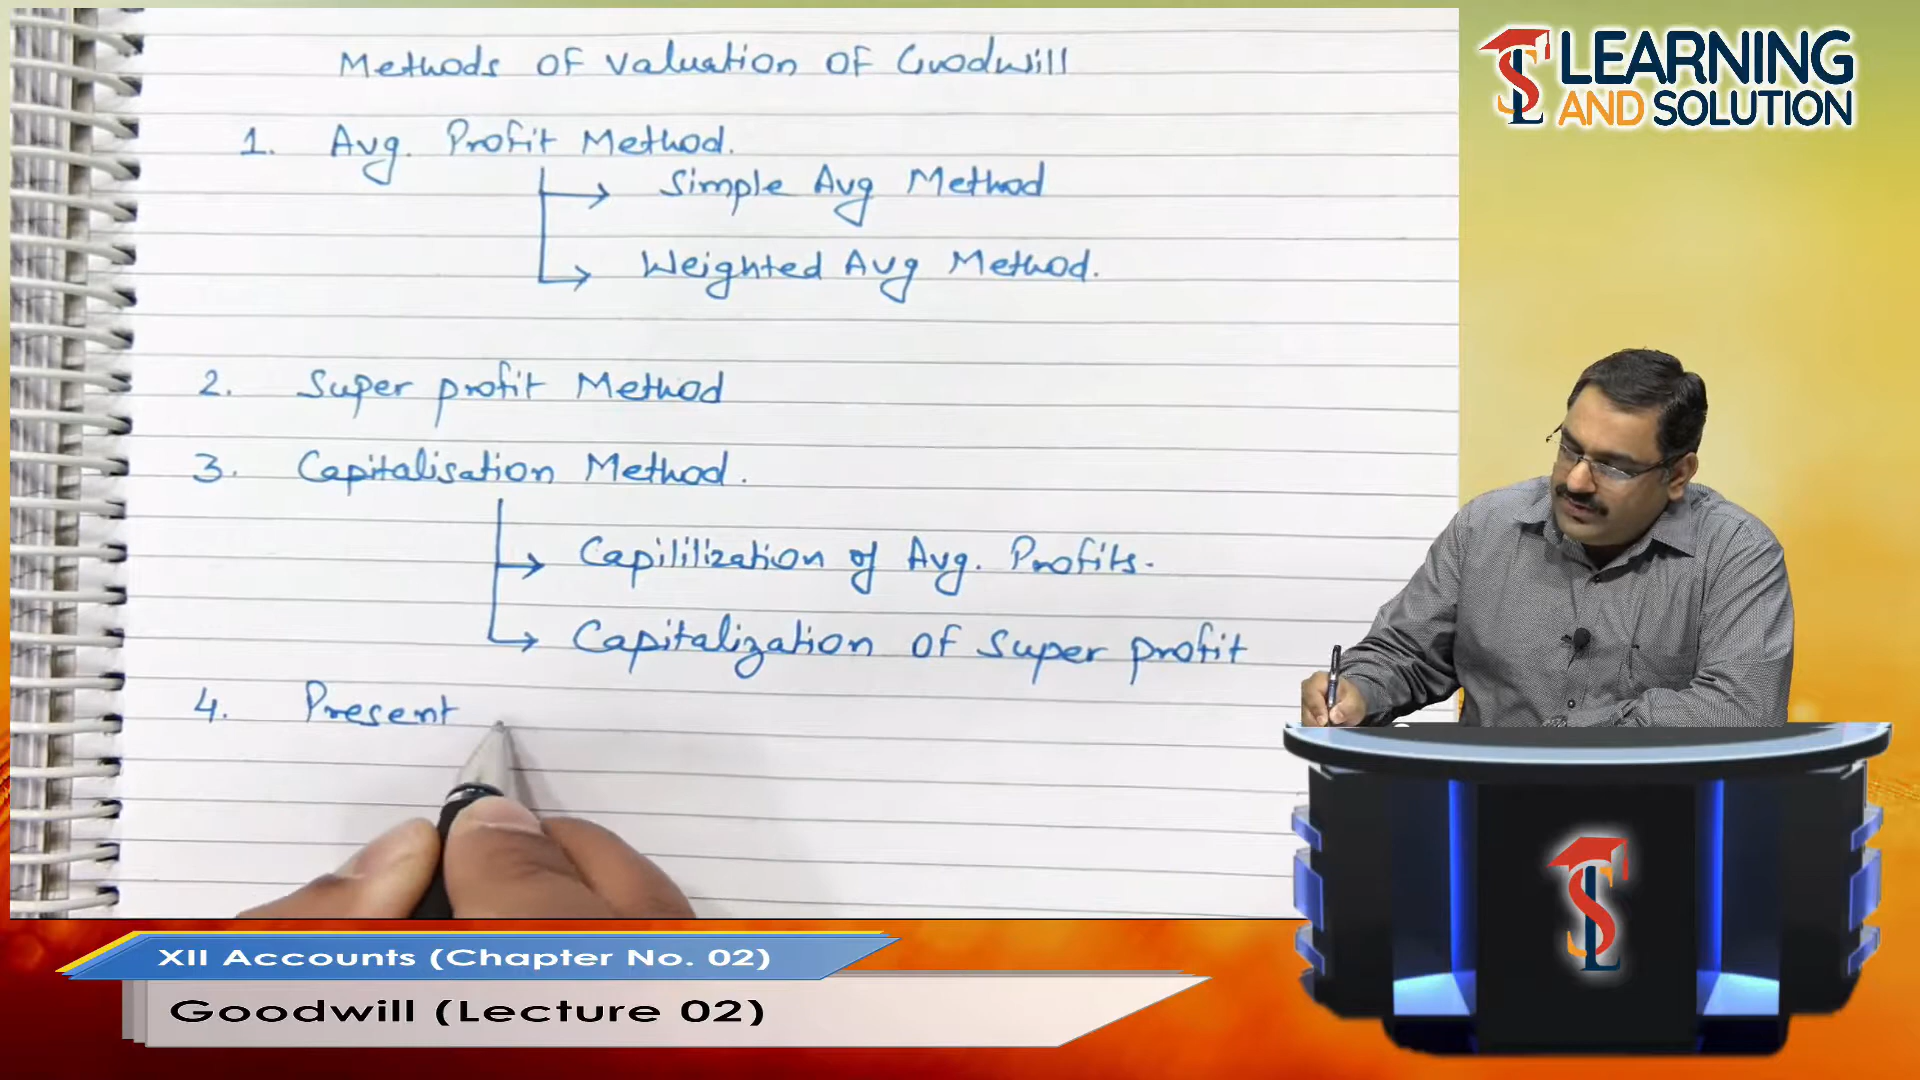 Methods OF Valuation OF Goodwill
1. Avg. Profit Method.
Simple Avg Method
Weighted Avg Method.
2. Super profit Method
3. Capitalisation Method.
Capililization of Avg. Profits.
Capitalization OF Super profit
4. Present
LEARNING
AND SOLUTION
XII Accounts (Chapter No. 02)
Goodwill (Lecture 02)